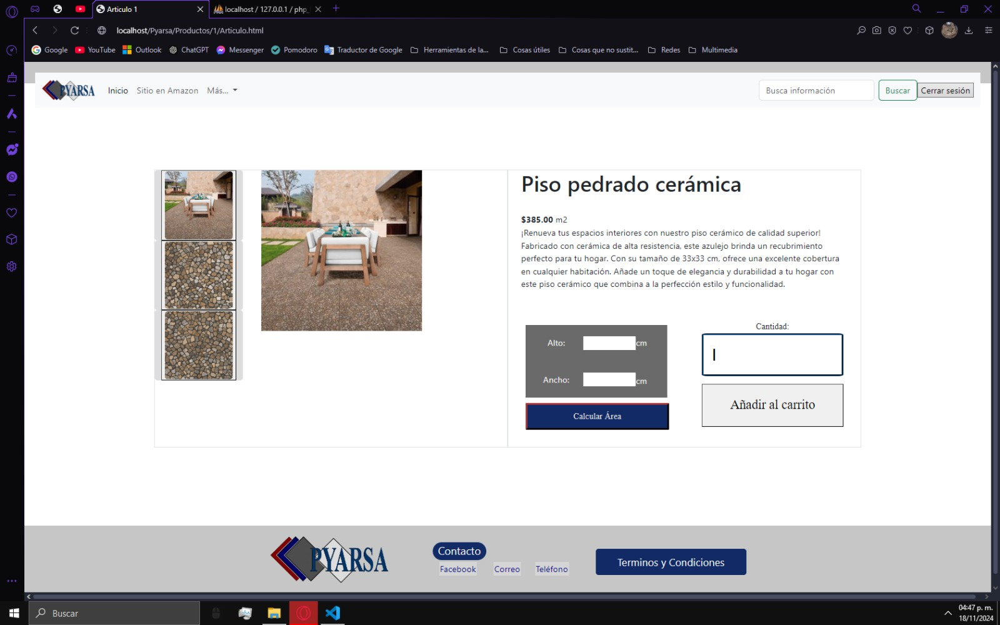 Articulo 1
localhost / 127.0.0.1 / php_
localhost/Pyarsa/Productos/1/Articulo.html
Google YouTube Outlook ChatGPT Messenger Pomodoro Traductor de Google Herramientas de la... Cosas útiles Cosas que no sustit... Redes Multimedia
PYARSA Inicio Sitio en Amazon Más... Busca información Buscar Cerrar sesión
Piso pedrado cerámica
$385.00 m2
¡Renueva tus espacios interiores con nuestro piso cerámico de calidad superior!
Fabricado con cerámica de alta resistencia, este azulejo brinda un recubrimiento
perfecto para tu hogar. Con su tamaño de 33x33 cm, ofrece una excelente cobertura
en cualquier habitación. Añade un toque de elegancia y durabilidad a tu hogar con
este piso cerámico que combina a la perfección estilo y funcionalidad.
Alto: cm
Ancho: cm
Calcular Área
Cantidad:
Añadir al carrito
PYARSA
Contacto
Facebook Correo Teléfono
Terminos y Condiciones
Buscar
04:47 p. m.
18/11/2024